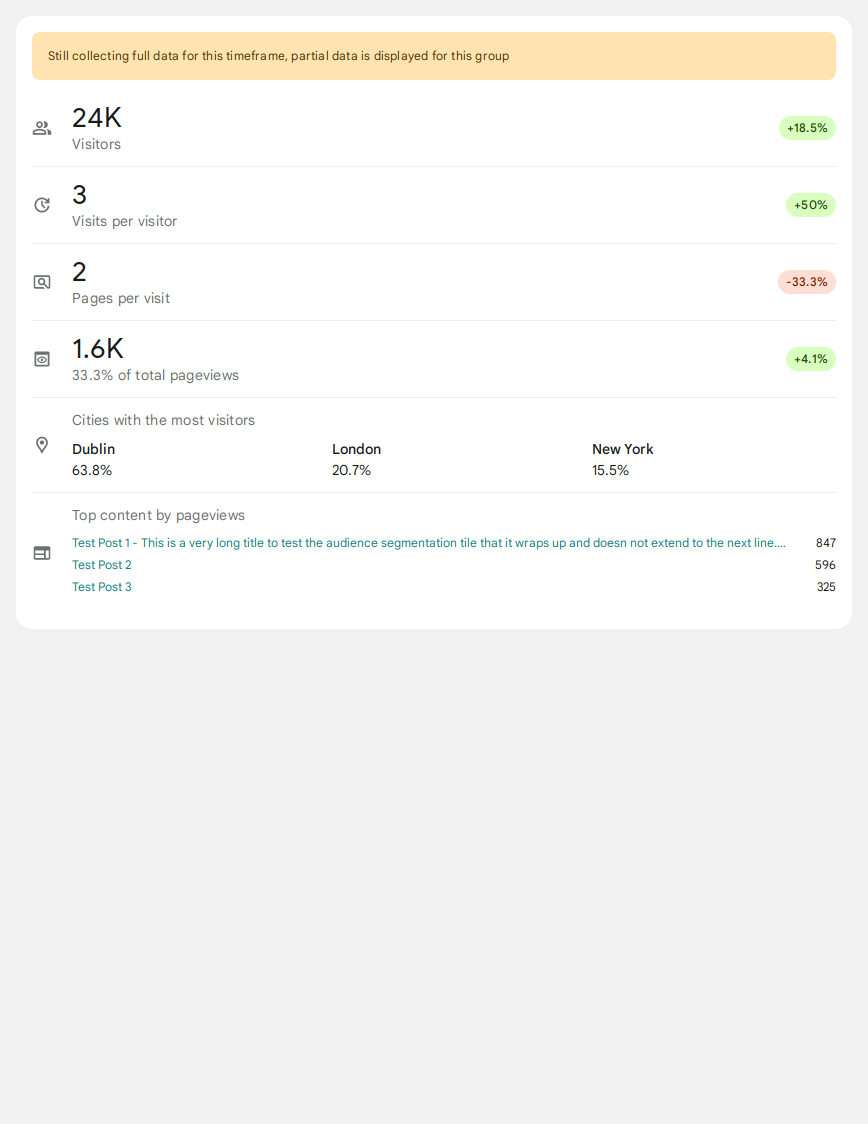 Still collecting full data for this timeframe, partial data is displayed for this group
24K
Visitors
+18.5%
3
Visits per visitor
+50%
2
Pages per visit
-33.3%
1.6K
33.3% of total pageviews
+4.1%
Cities with the most visitors
Dublin London New York
63.8% 20.7% 15.5%
Top content by pageviews
Test Post 1 - This is a very long title to test the audience segmentation tile that it wraps up and doesn not extend to the next line.... 847
Test Post 2 596
Test Post 3 325